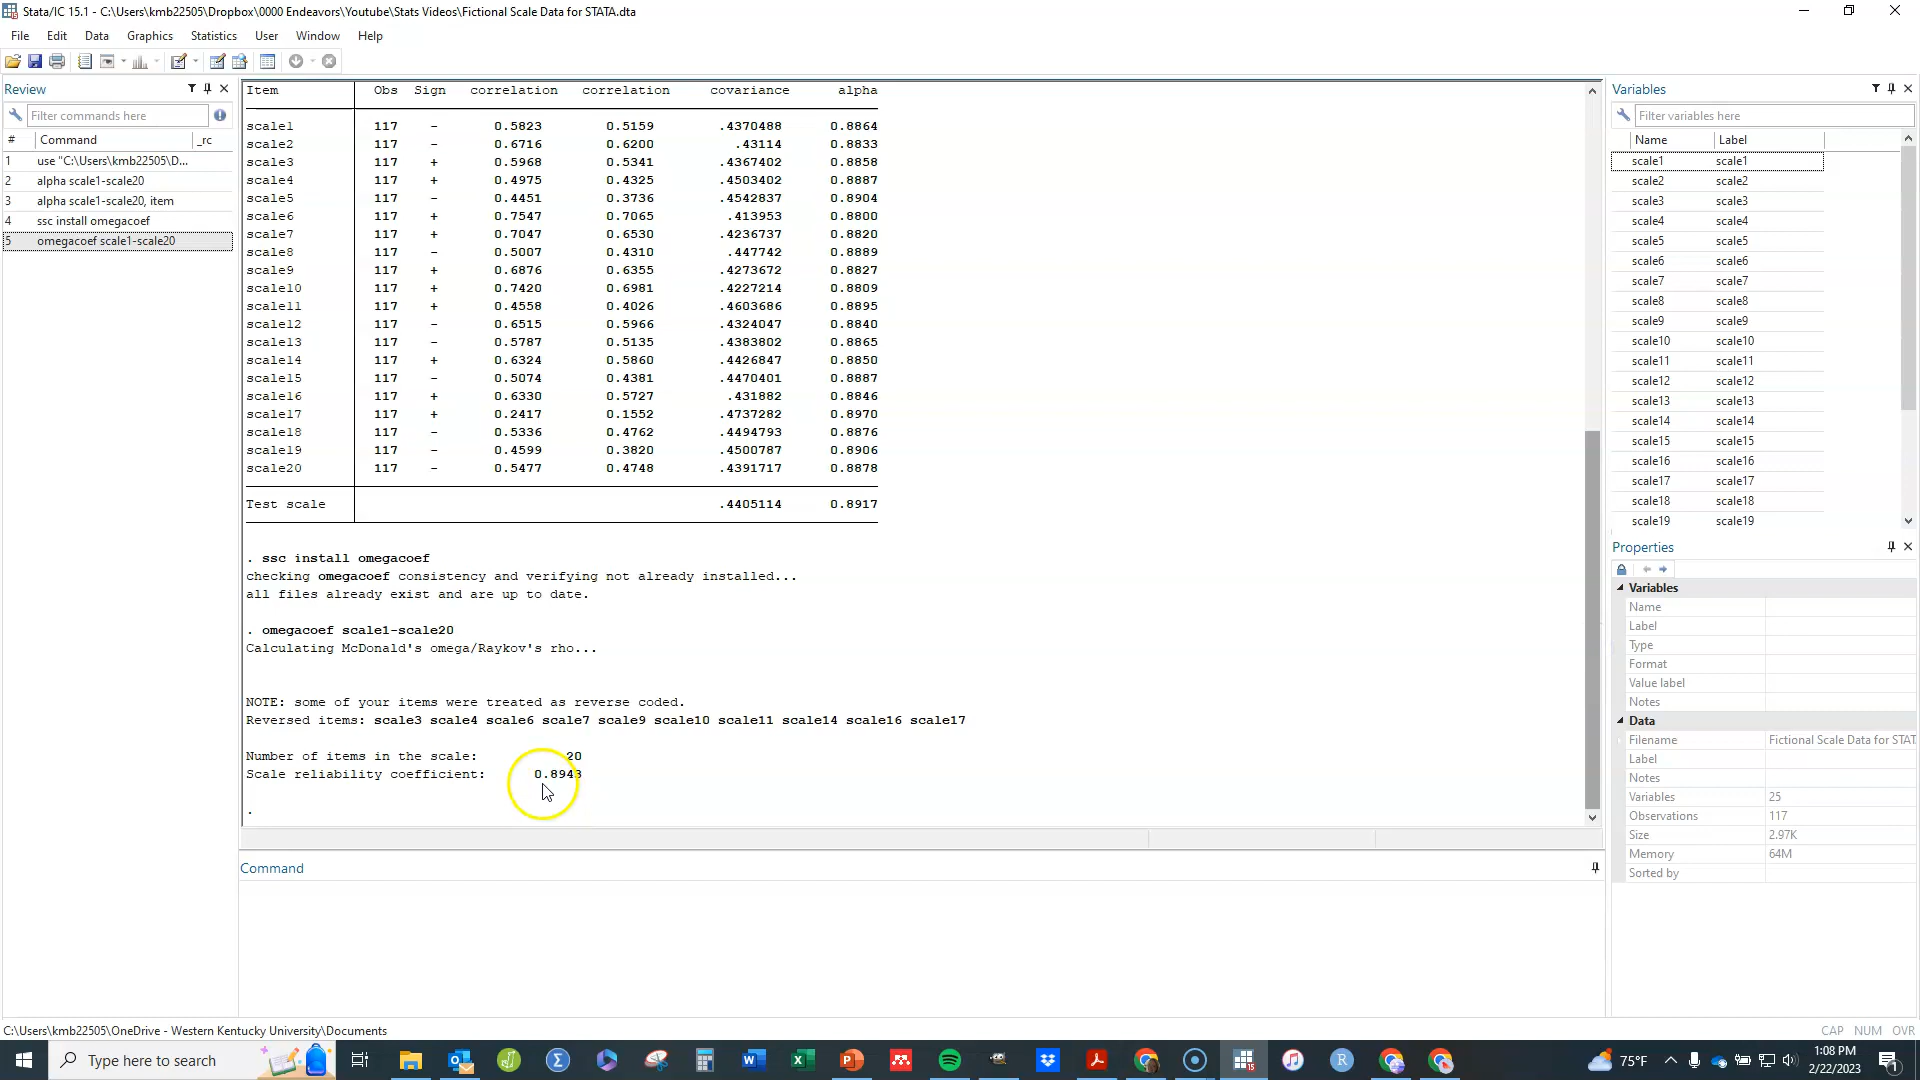 Stata/IC 15.1 - C:\Users\kmb22505\Dropbox\0000 Endeavors\Youtube\Stats Videos\Fictional Scale Data for STATA.dta
File Edit Data Graphics Statistics User Window Help
Review
Filter commands here
# Command _rc
1 use "C:\Users\kmb22505\D...
2 alpha scale1-scale20
3 alpha scale1-scale20, item
4 ssc install omegacoef
5 omegacoef scale1-scale20
Item Obs Sign correlation correlation covariance alpha
scale1 117 - 0.5823 0.5159 .4370488 0.8864
scale2 117 - 0.6716 0.6200 .43114 0.8833
scale3 117 + 0.5968 0.5341 .4367402 0.8858
scale4 117 + 0.4975 0.4325 .4503402 0.8887
scale5 117 - 0.4451 0.3736 .4542837 0.8904
scale6 117 + 0.7547 0.7065 .413953 0.8800
scale7 117 + 0.7047 0.6530 .4236737 0.8820
scale8 117 - 0.5007 0.4310 .447742 0.8889
scale9 117 + 0.6876 0.6355 .4273672 0.8827
scale10 117 + 0.7420 0.6981 .4227214 0.8809
scale11 117 + 0.4558 0.4026 .4603686 0.8895
scale12 117 - 0.6515 0.5966 .4324047 0.8840
scale13 117 - 0.5787 0.5135 .4383802 0.8865
scale14 117 + 0.6324 0.5860 .4426847 0.8850
scale15 117 - 0.5074 0.4381 .4470401 0.8887
scale16 117 + 0.6330 0.5727 .431882 0.8846
scale17 117 + 0.2417 0.1552 .4737282 0.8970
scale18 117 - 0.5336 0.4762 .4494793 0.8876
scale19 117 - 0.4599 0.3820 .4500787 0.8906
scale20 117 - 0.5477 0.4748 .4391717 0.8878
Test scale .4405114 0.8917
. ssc install omegacoef
checking omegacoef consistency and verifying not already installed...
all files already exist and are up to date.
. omegacoef scale1-scale20
Calculating McDonald's omega/Raykov's rho...
NOTE: some of your items were treated as reverse coded.
Reversed items: scale3 scale4 scale6 scale7 scale9 scale10 scale11 scale14 scale16 scale17
Number of items in the scale: 20
Scale reliability coefficient: 0.8943
.
Command
Variables
Filter variables here
Name Label
scale1 scale1
scale2 scale2
scale3 scale3
scale4 scale4
scale5 scale5
scale6 scale6
scale7 scale7
scale8 scale8
scale9 scale9
scale10 scale10
scale11 scale11
scale12 scale12
scale13 scale13
scale14 scale14
scale15 scale15
scale16 scale16
scale17 scale17
scale18 scale18
scale19 scale19
Properties
Variables
Name
Label
Type
Format
Value label
Notes
Data
Filename Fictional Scale Data for STAT
Label
Notes
Variables 25
Observations 117
Size 2.97K
Memory 64M
Sorted by
C:\Users\kmb22505\OneDrive - Western Kentucky University\Documents
CAP NUM OVR
Type here to search
75°F
1:08 PM
2/22/2023
1